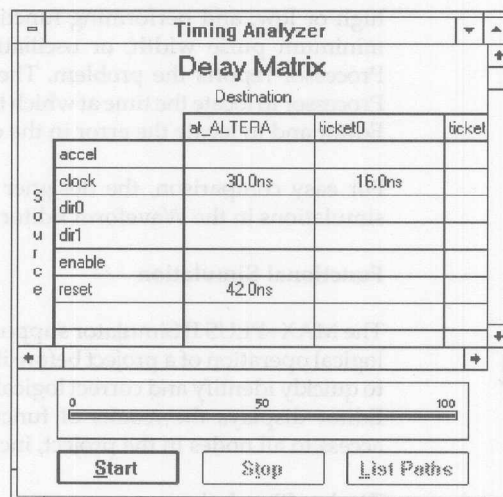 Timing Analyzer
Delay Matrix
Destination
at_ALTERA ticket0 ticket
Source
accel
clock 30.0ns 16.0ns
dir0
dir1
enable
reset 42.0ns
0 50 100
Start Stop List Paths